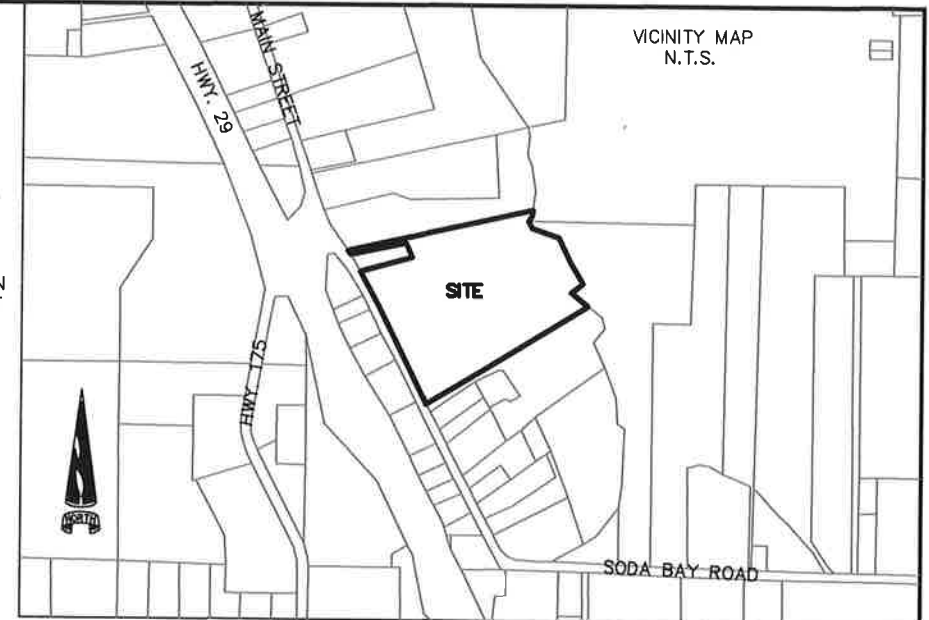 VICINITY MAP
N.T.S.
MAIN STREET
HWY. 29
SITE
HWY 175
NORTH
SODA BAY ROAD
N